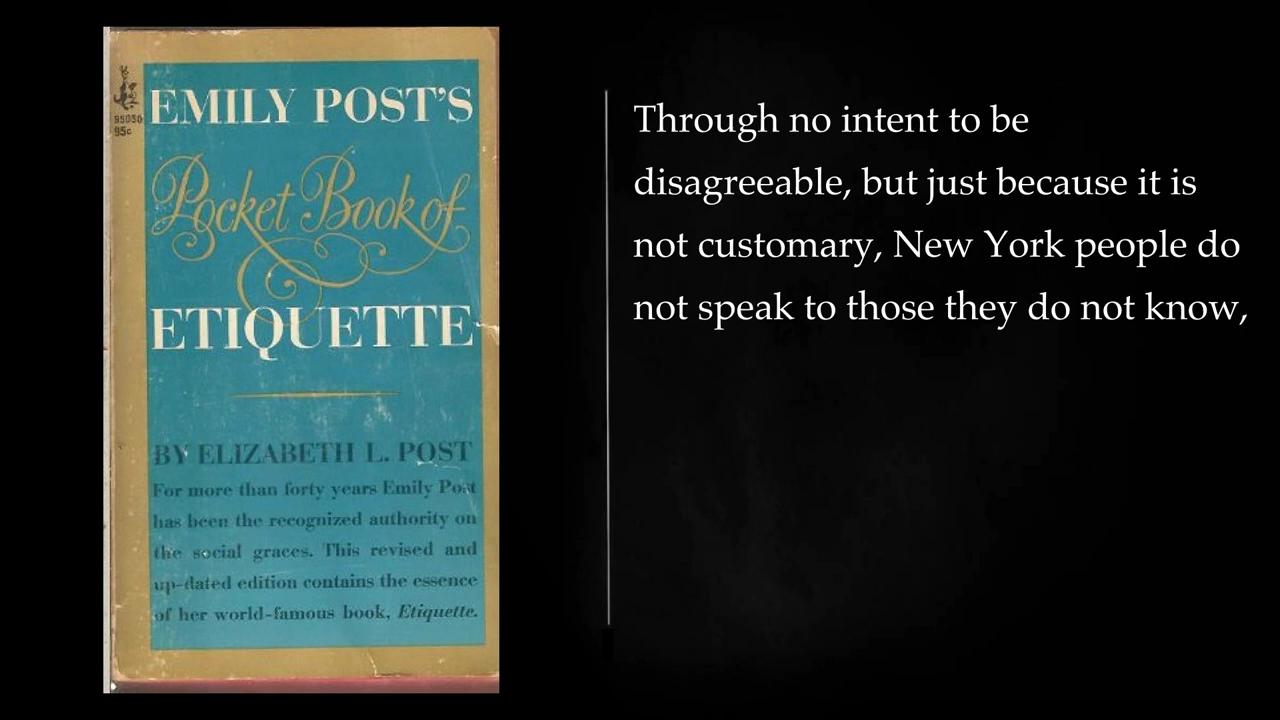 EMILY POST'S
95050
95c
Pocket Book of
ETIQUETTE
BY ELIZABETH L. POST
For more than forty years Emily Post
has been the recognized authority on
the social graces. This revised and
up-dated edition contains the essence
of her world-famous book, Etiquette.
Through no intent to be
disagreeable, but just because it is
not customary, New York people do
not speak to those they do not know,